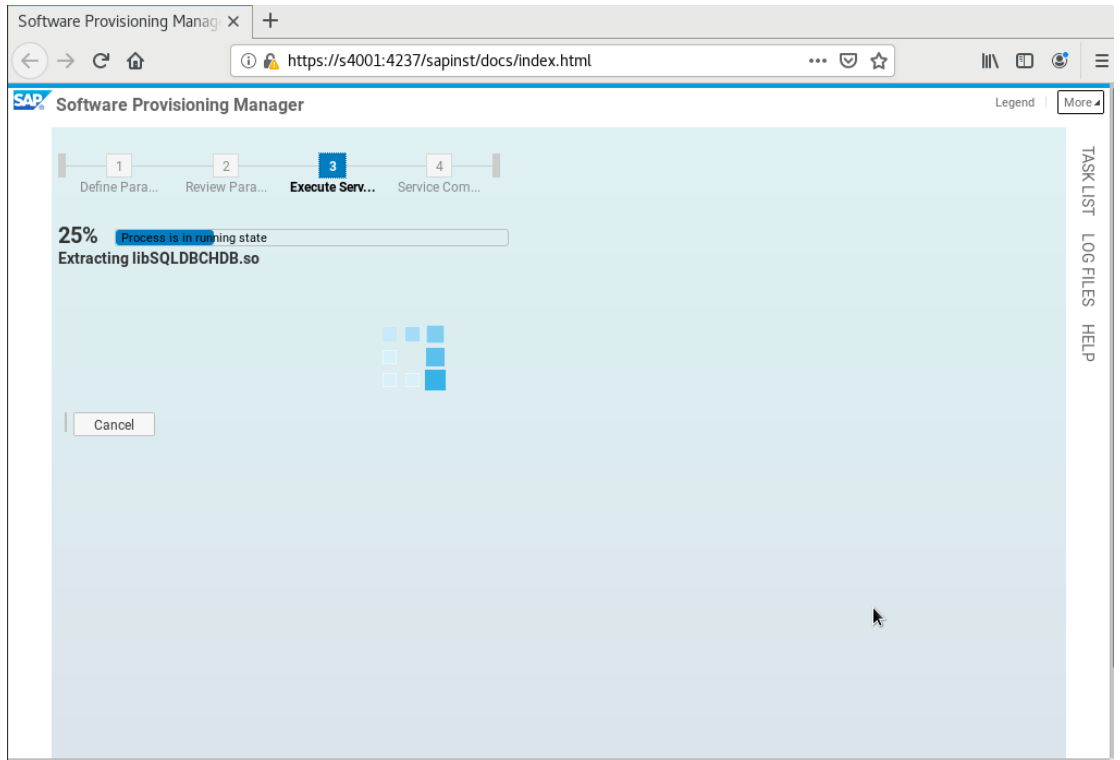 Software Provisioning Manag
https://s4001:4237/sapinst/docs/index.html
SAP Software Provisioning Manager
Legend
More
1 2 3 4
Define Para... Review Para... Execute Serv... Service Com...
25% Process is in running state
Extracting libSQLDBCHDB.so
Cancel
TASK LIST
LOG FILES
HELP